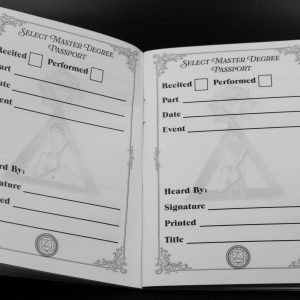 SELECT MASTER DEGREE
PASSPORT
Recited Performed
Part
Date
Event
Heard By:
Signature
Printed
SELECT MASTER DEGREE
PASSPORT
Recited Performed
Part
Date
Event
Heard By:
Signature
Printed
Title